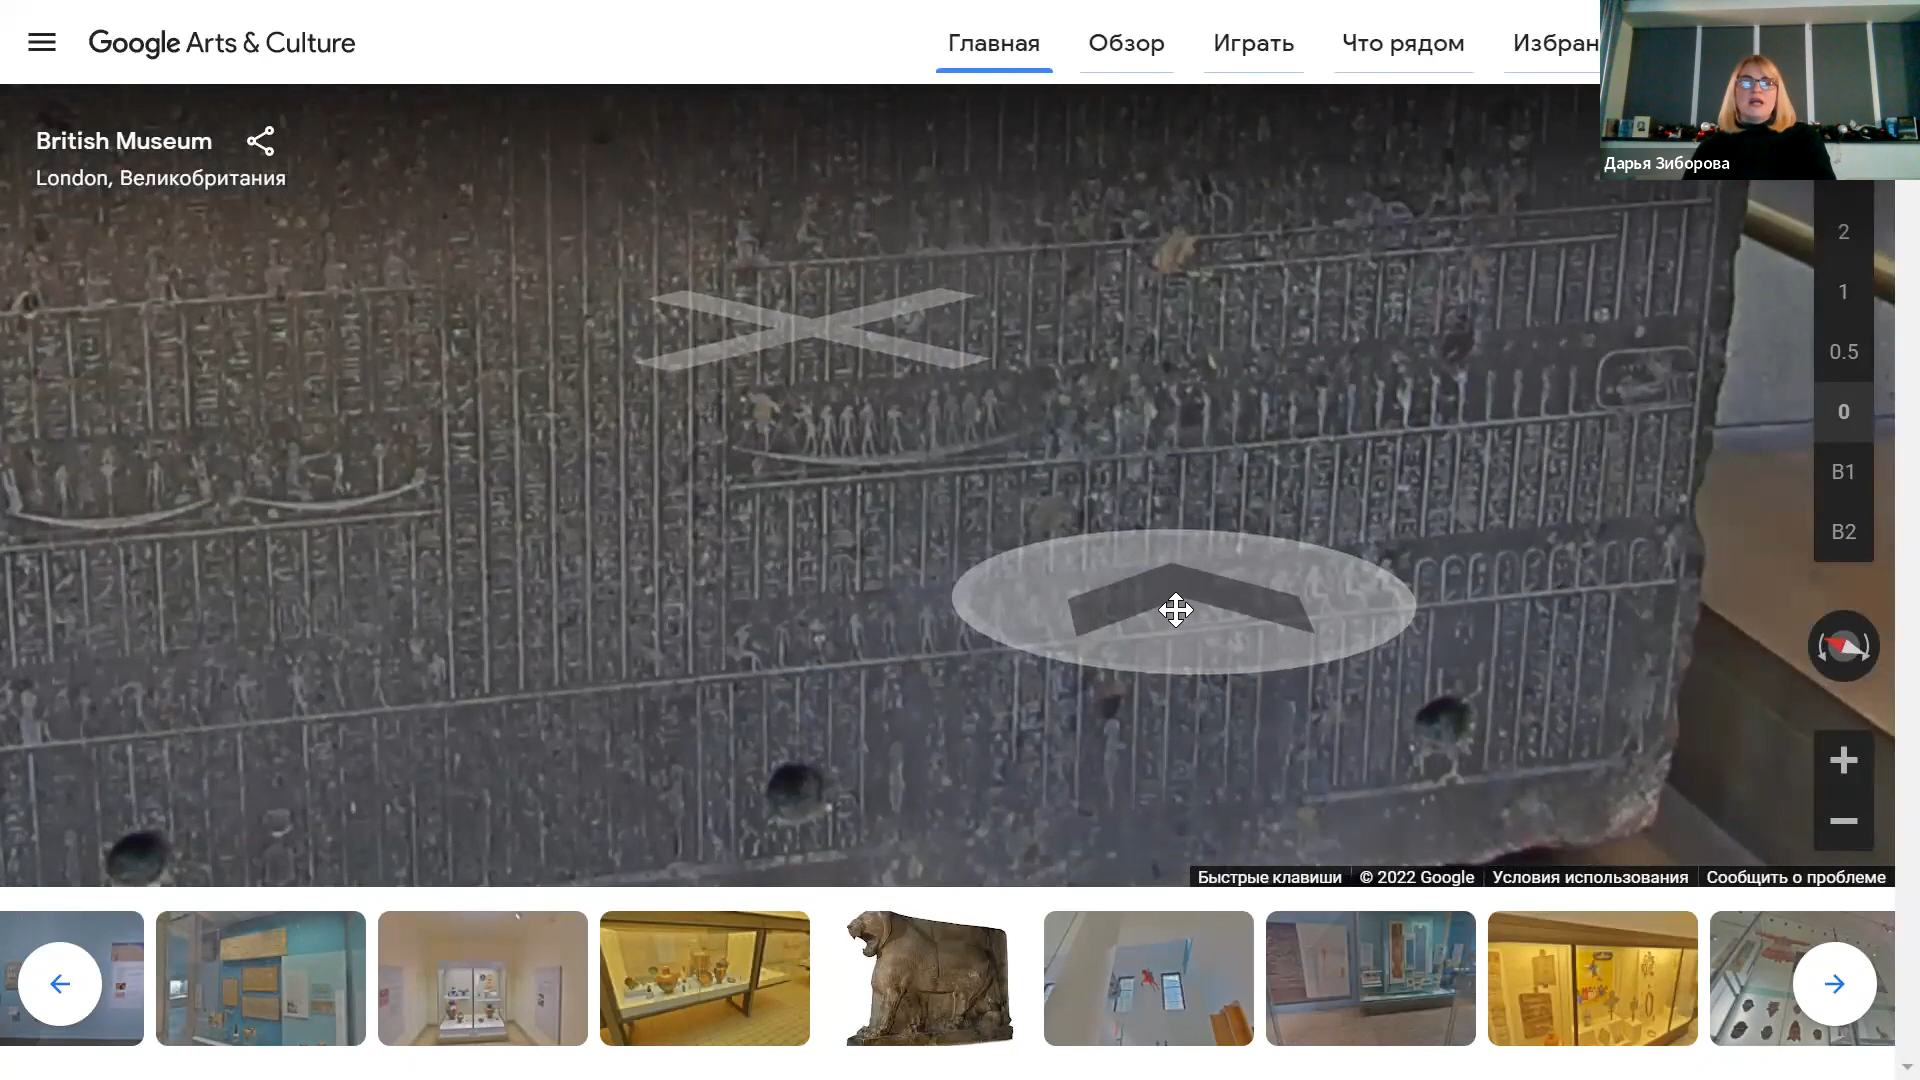 Google Arts & Culture
Главная Обзор Играть Что рядом Избран
British Museum
London, Великобритания
Дарья Зиборова
2
1
0.5
0
B1
B2
Быстрые клавиши © 2022 Google Условия использования Сообщить о проблеме